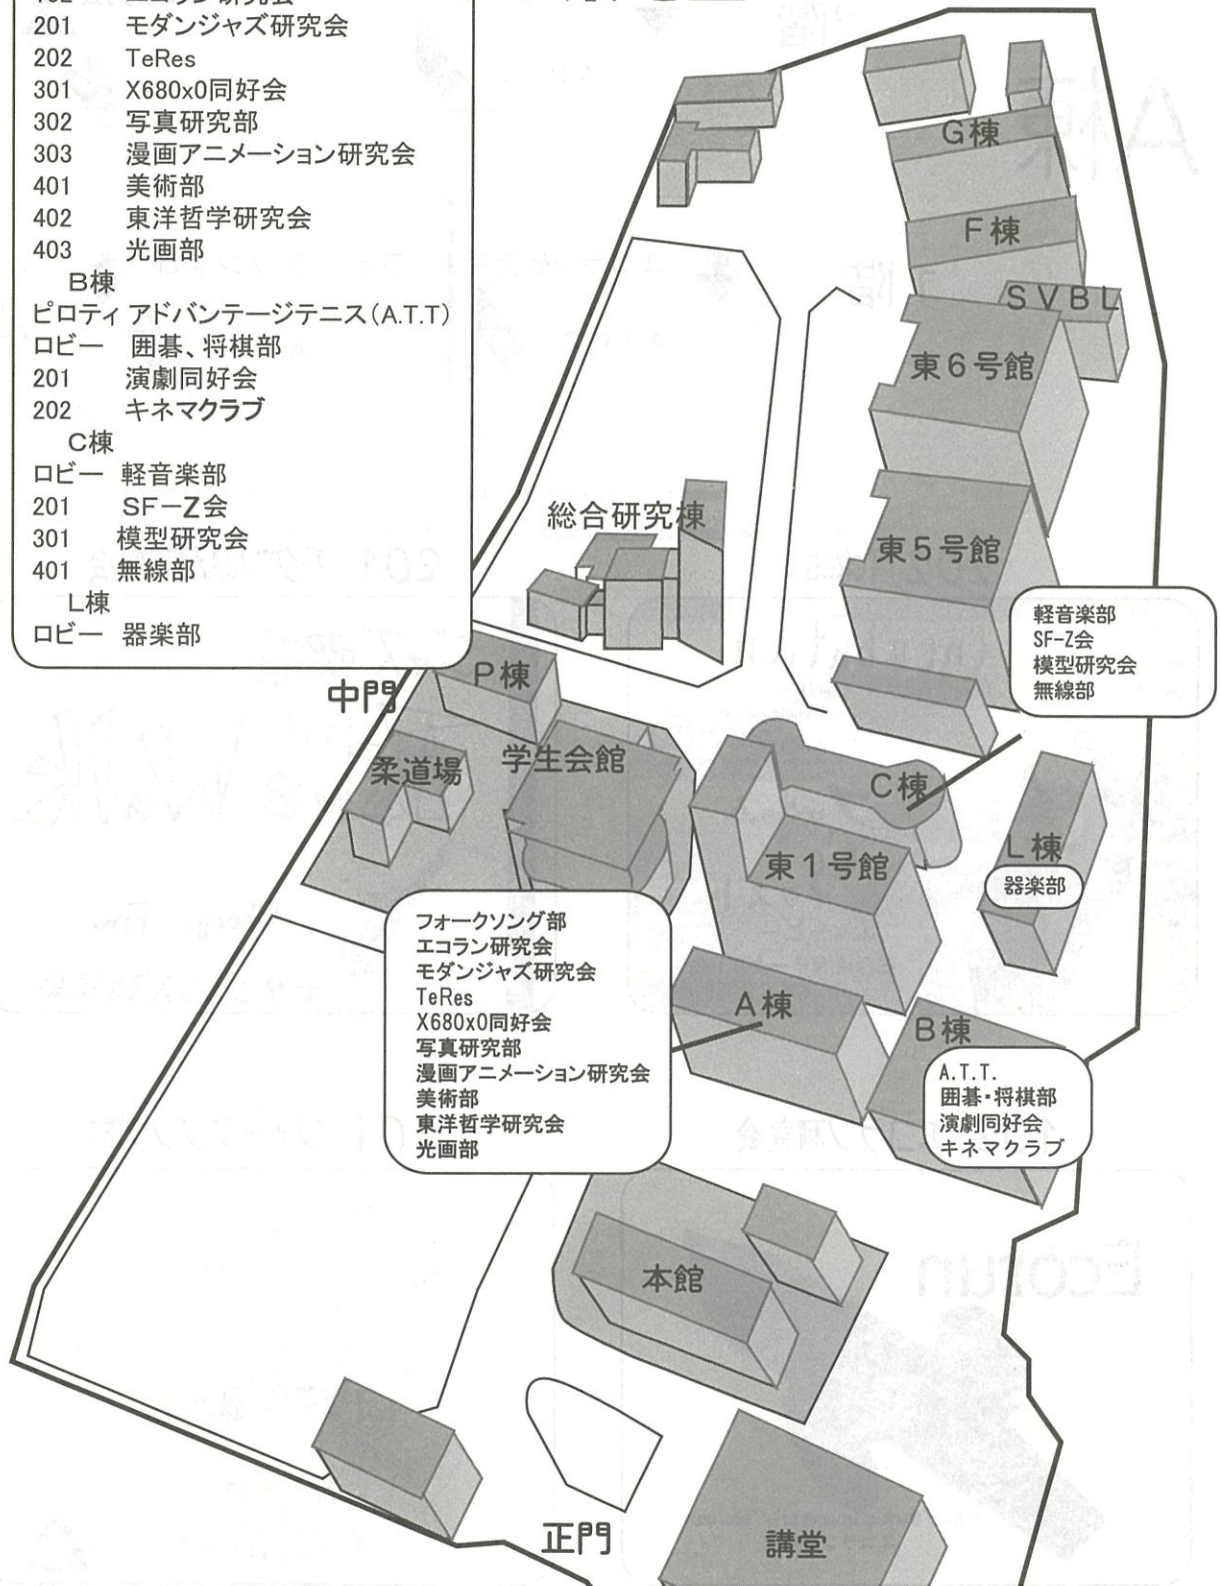 エコラン研究会
201 モダンジャズ研究会
202 TeRes
301 X680x0同好会
302 写真研究部
303 漫画アニメーション研究会
401 美術部
402 東洋哲学研究会
403 光画部
B棟
ピロティ アドバンテージテニス(A.T.T)
ロビー 囲碁、将棋部
201 演劇同好会
202 キネマクラブ
C棟
ロビー 軽音楽部
201 SF-Z会
301 模型研究会
401 無線部
L棟
ロビー 器楽部
G棟
F棟
SVBL
東6号館
総合研究棟
東5号館
軽音楽部
SF-Z会
模型研究会
無線部
中門
P棟
柔道場
学生会館
C棟
東1号館
L棟
器楽部
フォークソング部
エコラン研究会
モダンジャズ研究会
TeRes
X680x0同好会
写真研究部
漫画アニメーション研究会
美術部
東洋哲学研究会
光画部
A棟
B棟
A.T.T.
囲碁・将棋部
演劇同好会
キネマクラブ
本館
正門
講堂